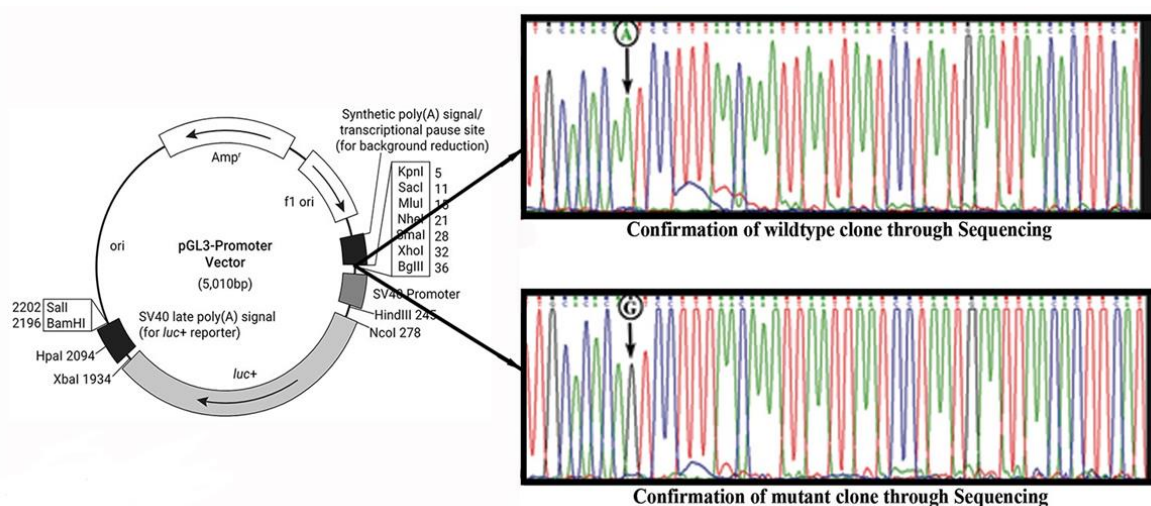 Synthetic poly(A) signal/
transcriptional pause site
(for background reduction)
Ampʳ
f1 ori
KpnI 5
SacI 11
MluI 15
NheI 21
SmaI 28
XhoI 32
BglII 36
ori
pGL3-Promoter
Vector
(5,010bp)
SV40 Promoter
HindIII 245
NcoI 278
2202 SalI
2196 BamHI
SV40 late poly(A) signal
(for luc+ reporter)
HpaI 2094
XbaI 1934
luc+
A
Confirmation of wildtype clone through Sequencing
G
Confirmation of mutant clone through Sequencing